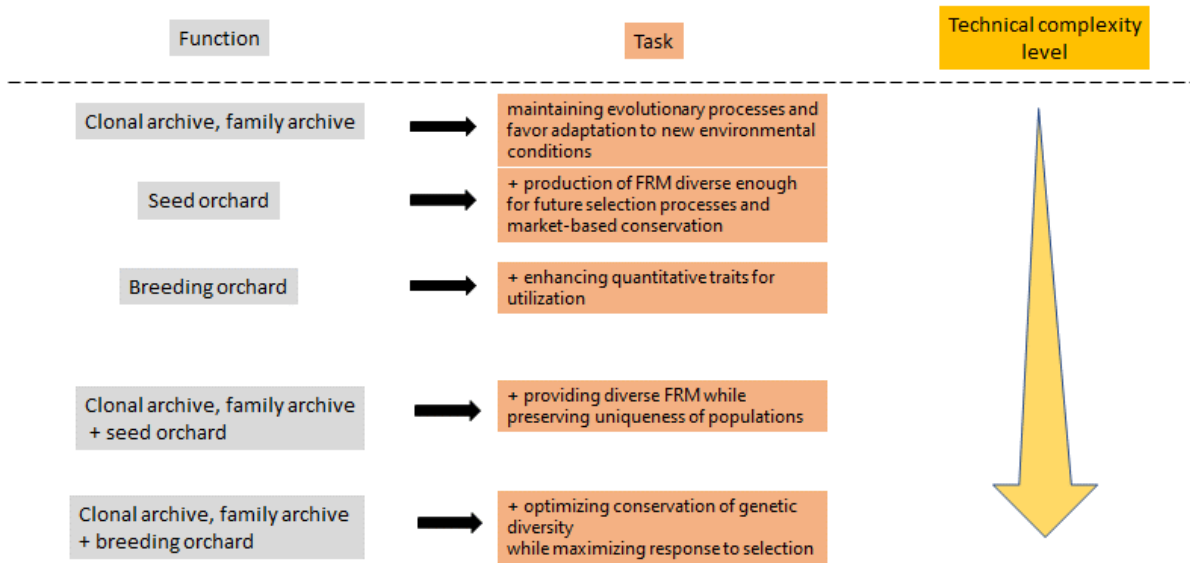 Function
Task
Technical compexity
level
Clonal archive, family archive
maintaining evolutionary processes and
favor adaptation to new environmental
conditions
Seed orchard
+ production of FRM diverse enough
for future selection processes and
market-based conservation
Breeding orchard
+ enhancing quantitative traits for
utilization
Clonal archive, family archive
+ seed orchard
+ providing diverse FRM while
preserving uniqueness of populations
Clonal archive, family archive
+ breeding orchard
+ optimizing conservation of genetic
diversity
while maximizing response to selection